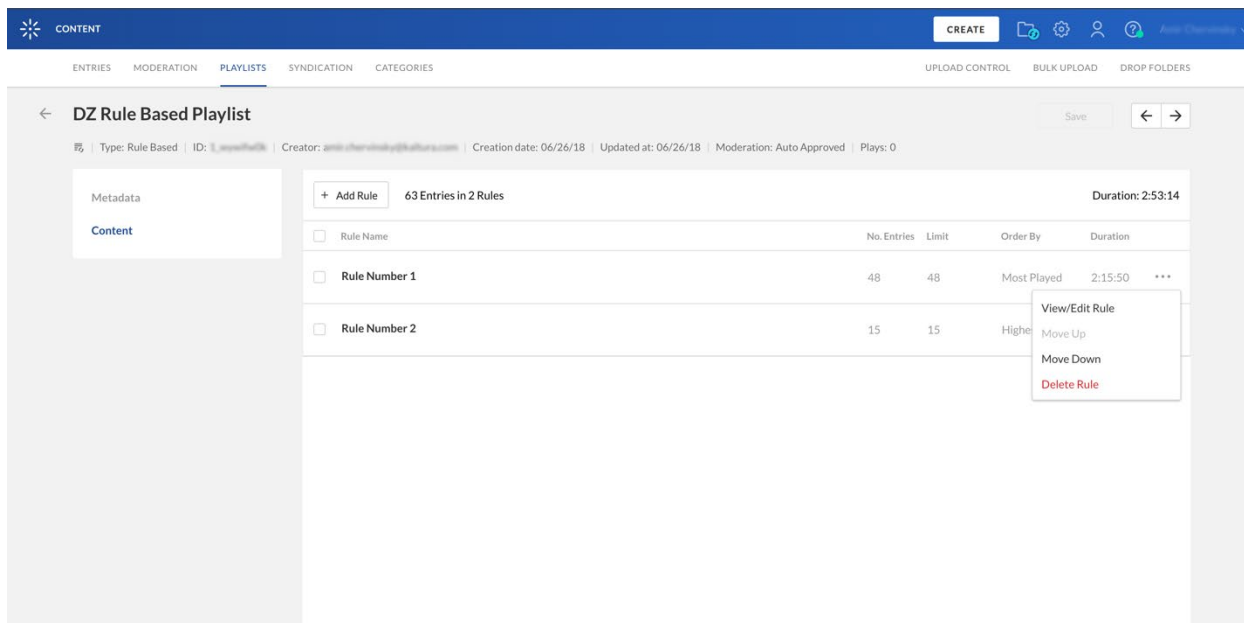 CONTENT CREATE
ENTRIES MODERATION PLAYLISTS SYNDICATION CATEGORIES UPLOAD CONTROL BULK UPLOAD DROP FOLDERS
DZ Rule Based Playlist Save
Type: Rule Based ID: Creator: Creation date: 06/26/18 Updated at: 06/26/18 Moderation: Auto Approved Plays: 0
Metadata
Content
+ Add Rule 63 Entries in 2 Rules Duration: 2:53:14
Rule Name No. Entries Limit Order By Duration
Rule Number 1 48 48 Most Played 2:15:50
Rule Number 2 15 15 Highe
View/Edit Rule
Move Up
Move Down
Delete Rule